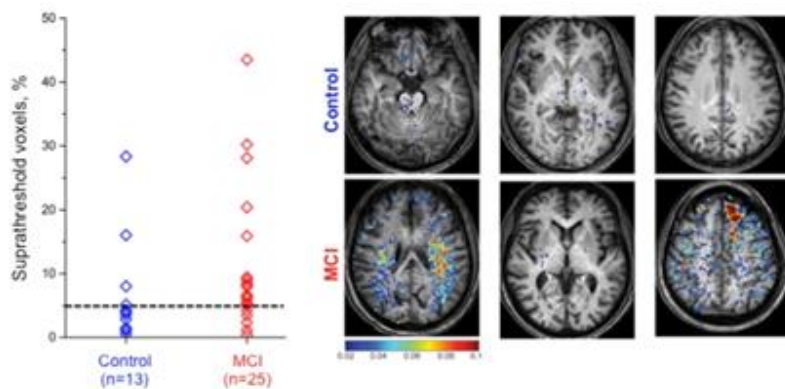 50
40
30
20
10
0
Suprathreshold voxels, %
Control
(n=13)
MCI
(n=25)
Control
MCI
0.02
0.04
0.06
0.08
0.1